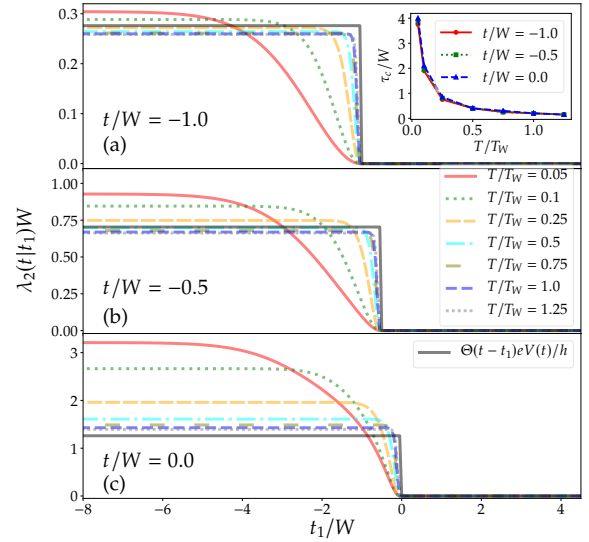 0.3
0.2
0.1
0.0
t/W = −1.0
(a)
4
3
2
1
0
τc/W
t/W = −1.0
t/W = −0.5
t/W = 0.0
0.5 1.0
T/TW
1.00
0.75
0.50
0.25
0.00
λ2(t|t1)W
t/W = −0.5
(b)
T/TW = 0.05
T/TW = 0.1
T/TW = 0.25
T/TW = 0.5
T/TW = 0.75
T/TW = 1.0
T/TW = 1.25
3
2
1
0
t/W = 0.0
(c)
Θ(t − t1)eV(t)/h
−8 −6 −4 −2 0 2 4
t1/W